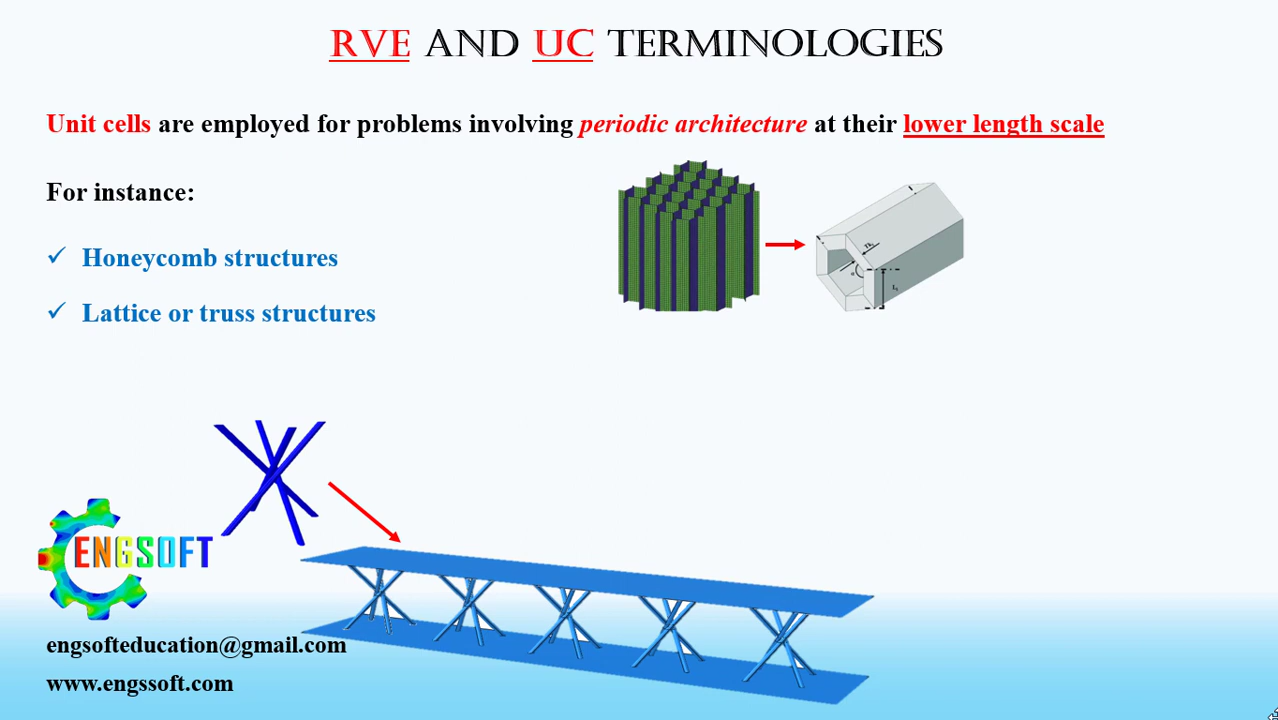 RVE AND UC TERMINOLOGIES
Unit cells are employed for problems involving periodic architecture at their lower length scale
For instance:
✓ Honeycomb structures
✓ Lattice or truss structures
ENGSOFT
engsofteducation@gmail.com
www.engssoft.com